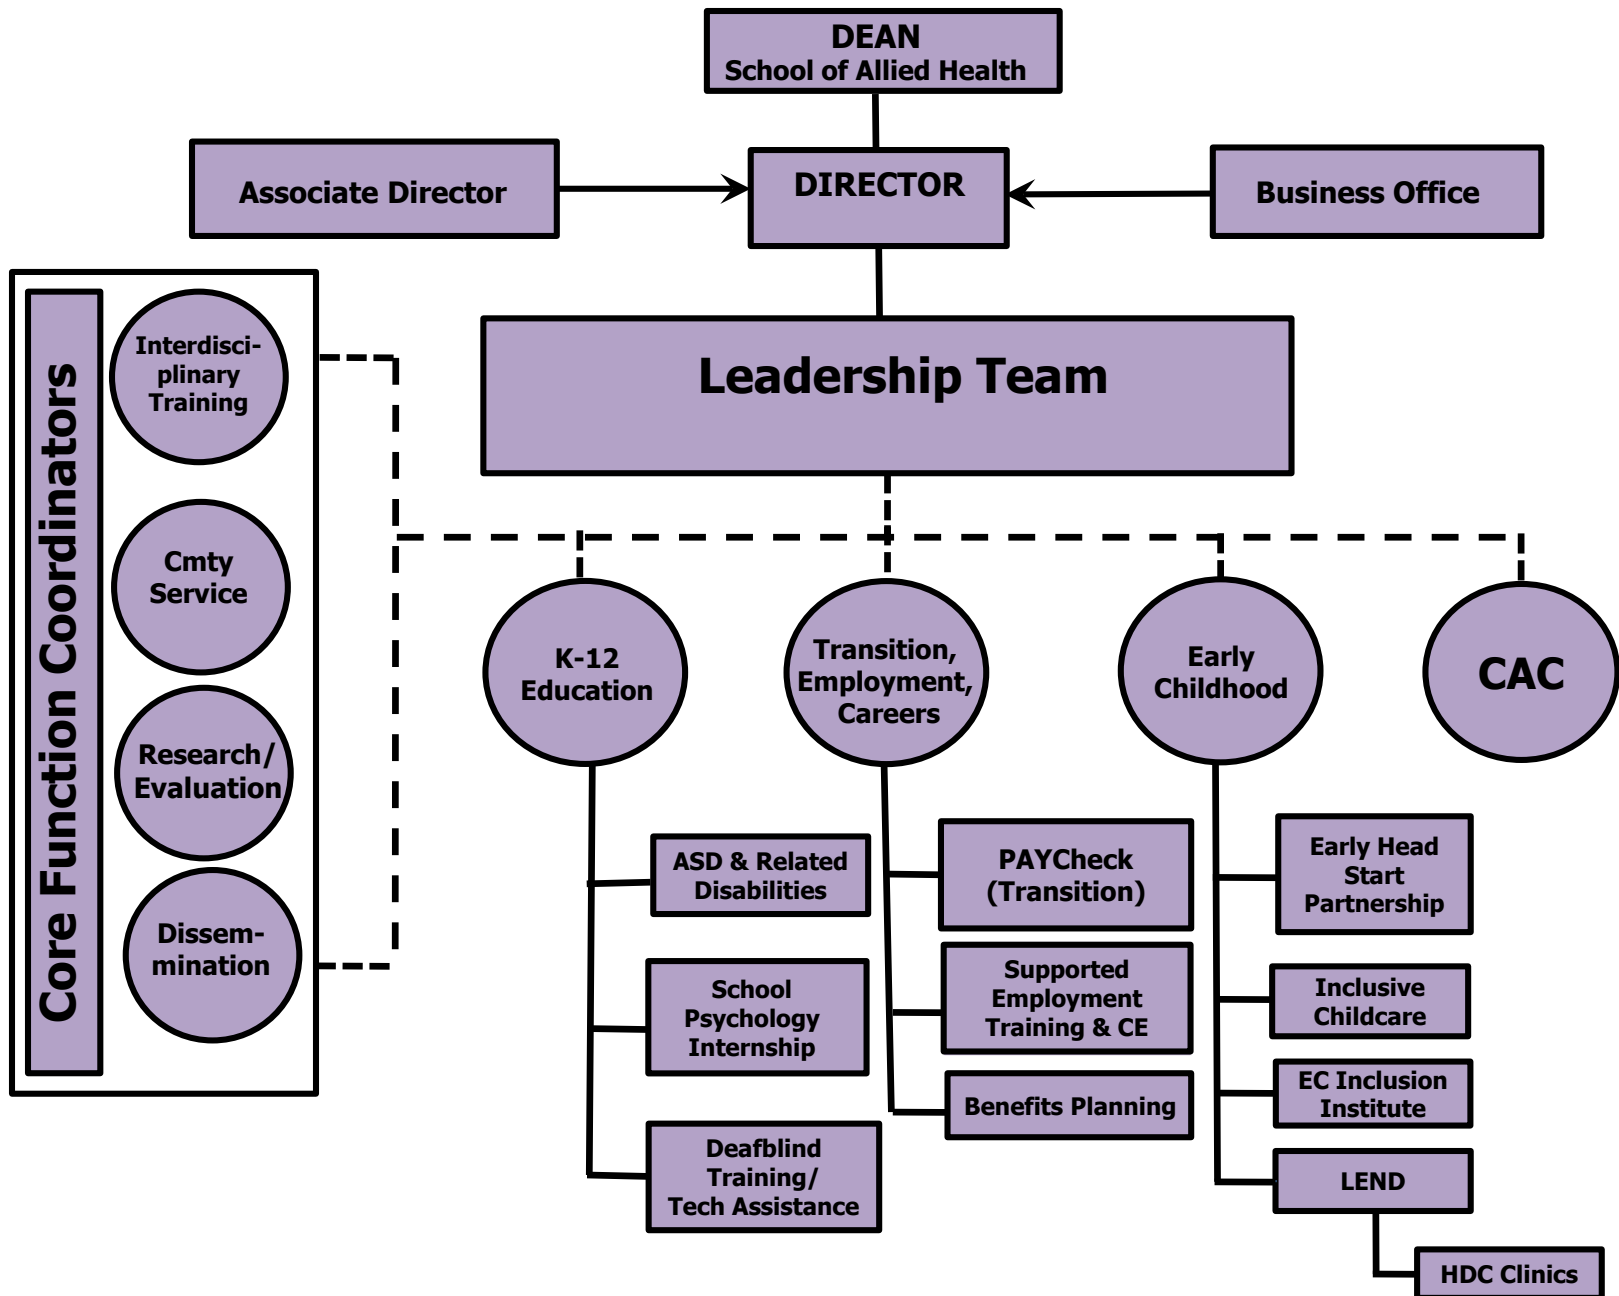 DEAN
School of Allied Health
Associate Director
DIRECTOR
Business Office
Leadership Team
Core Function Coordinators
Interdisci-
plinary
Training
Cmty
Service
Research/
Evaluation
Dissem-
mination
K-12
Education
Transition,
Employment,
Careers
Early
Childhood
CAC
ASD & Related
Disabilities
School
Psychology
Internship
Deafblind
Training/
Tech Assistance
PAYCheck
(Transition)
Supported
Employment
Training & CE
Benefits Planning
Early Head
Start
Partnership
Inclusive
Childcare
EC Inclusion
Institute
LEND
HDC Clinics